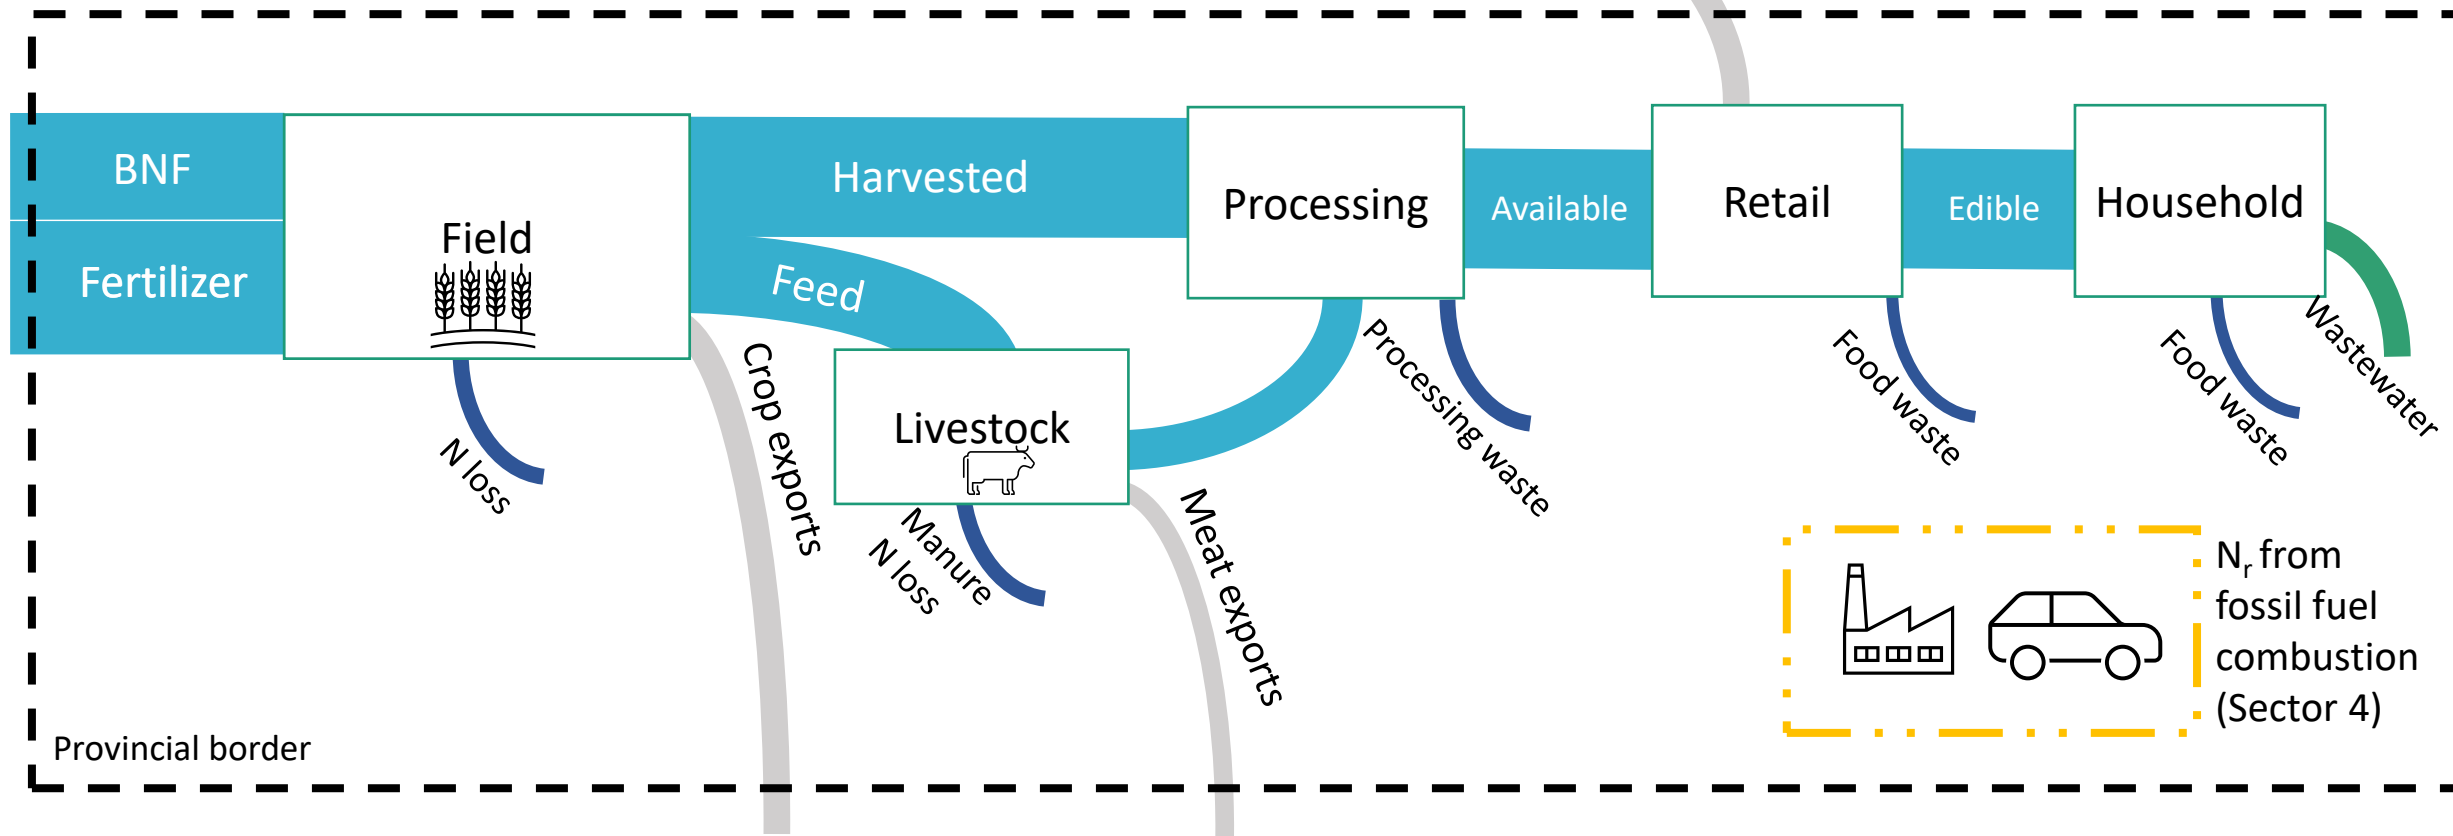 BNF
Fertilizer
Field
N loss
Harvested
Feed
Crop exports
Livestock
Manure
N loss
Meat exports
Processing
Processing waste
Available
Retail
Food waste
Edible
Household
Food waste
Wastewater
Nr from
fossil fuel
combustion
(Sector 4)
Provincial border